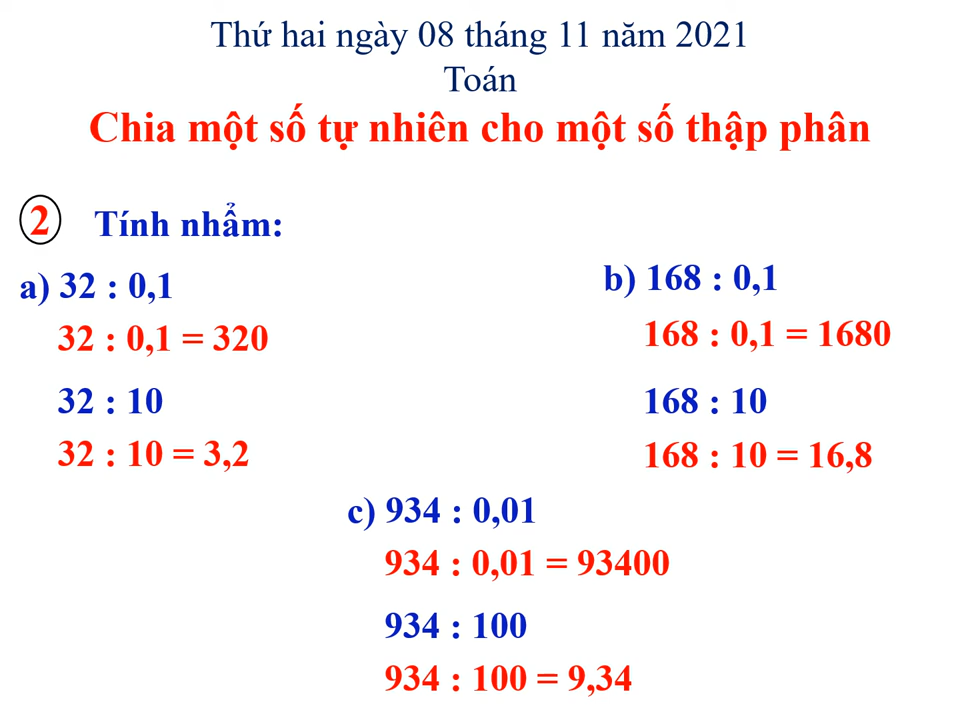 Thứ hai ngày 08 tháng 11 năm 2021
Toán
Chia một số tự nhiên cho một số thập phân
2 Tính nhẩm:
a) 32 : 0,1
32 : 0,1 = 320
32 : 10
32 : 10 = 3,2
b) 168 : 0,1
168 : 0,1 = 1680
168 : 10
168 : 10 = 16,8
c) 934 : 0,01
934 : 0,01 = 93400
934 : 100
934 : 100 = 9,34